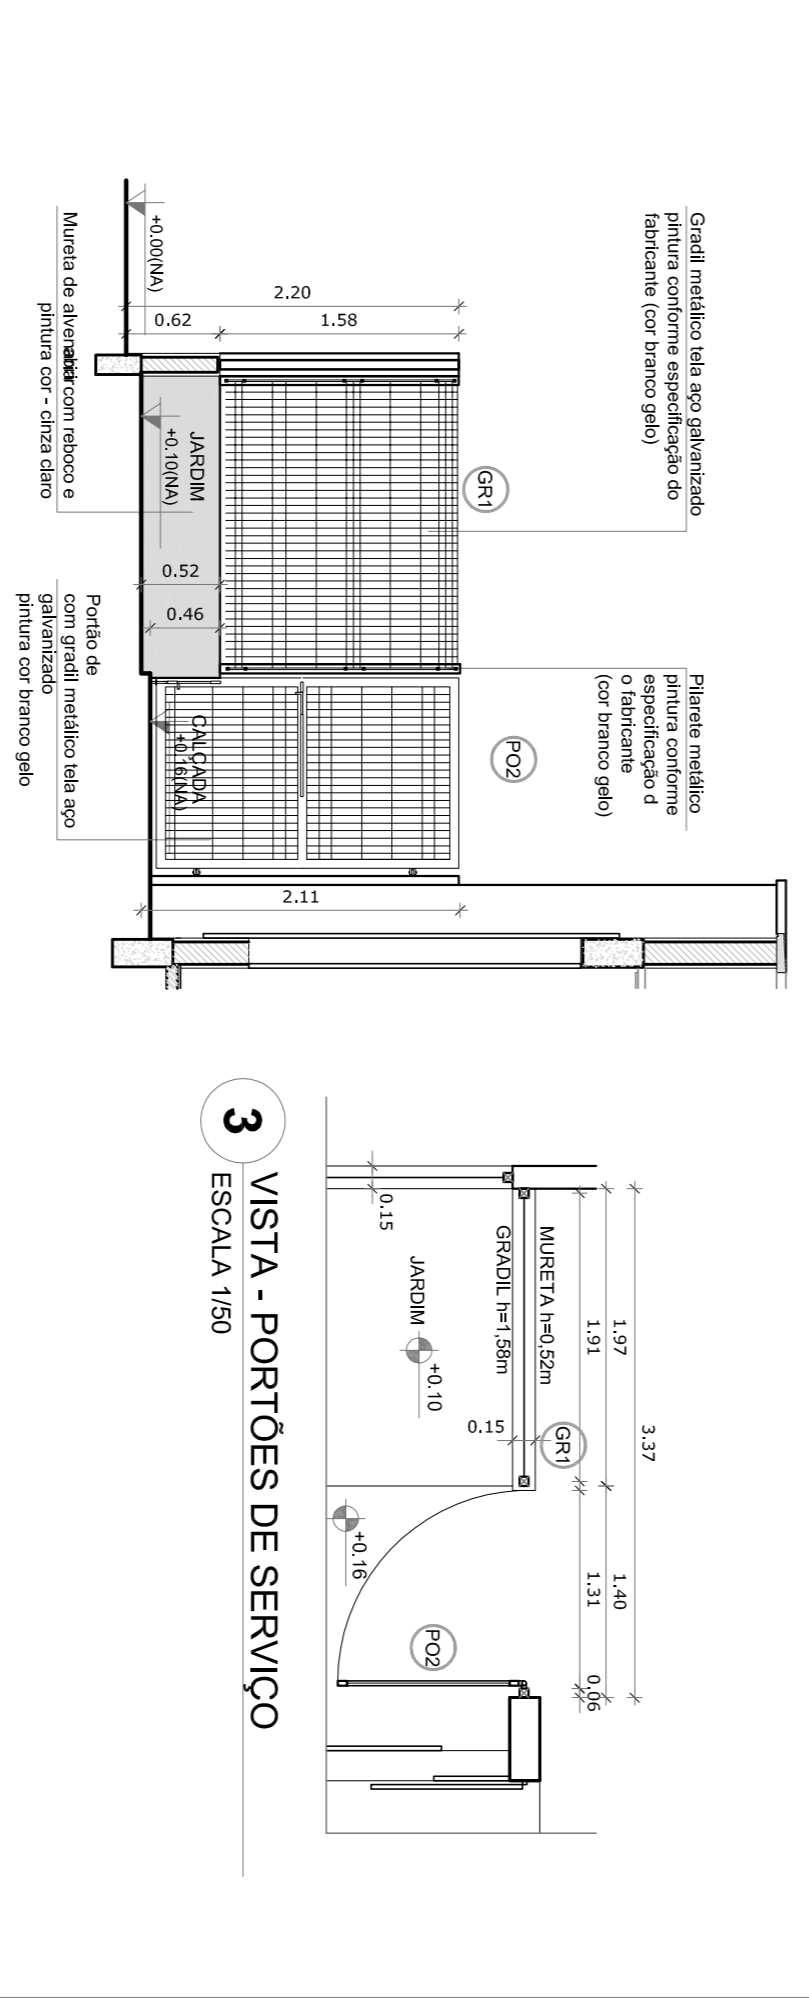 Gradil metálico tela aço galvanizado
pintura conforme especificação do
fabricante (cor branco gelo)
Pilarete metálico
pintura conforme
especificação d
o fabricante
(cor branco gelo)
GR1
PO2
2.20
0.62
1.58
+0.00(NA)
JARDIM
+0.10(NA)
0.52
0.46
CALÇADA
+0.16(NA)
2.11
Mureta de alvenaria com reboco e
pintura cor - cinza claro
Portão de
com gradil metálico tela aço
galvanizado
pintura cor branco gelo
abrir
3.37
1.97
1.40
1.91
1.31
0.06
MURETA h=0,52m
GRADIL h=1,58m
GR1
0.15
0.15
JARDIM
+0.10
+0.16
PO2
3
VISTA - PORTÕES DE SERVIÇO
ESCALA 1/50